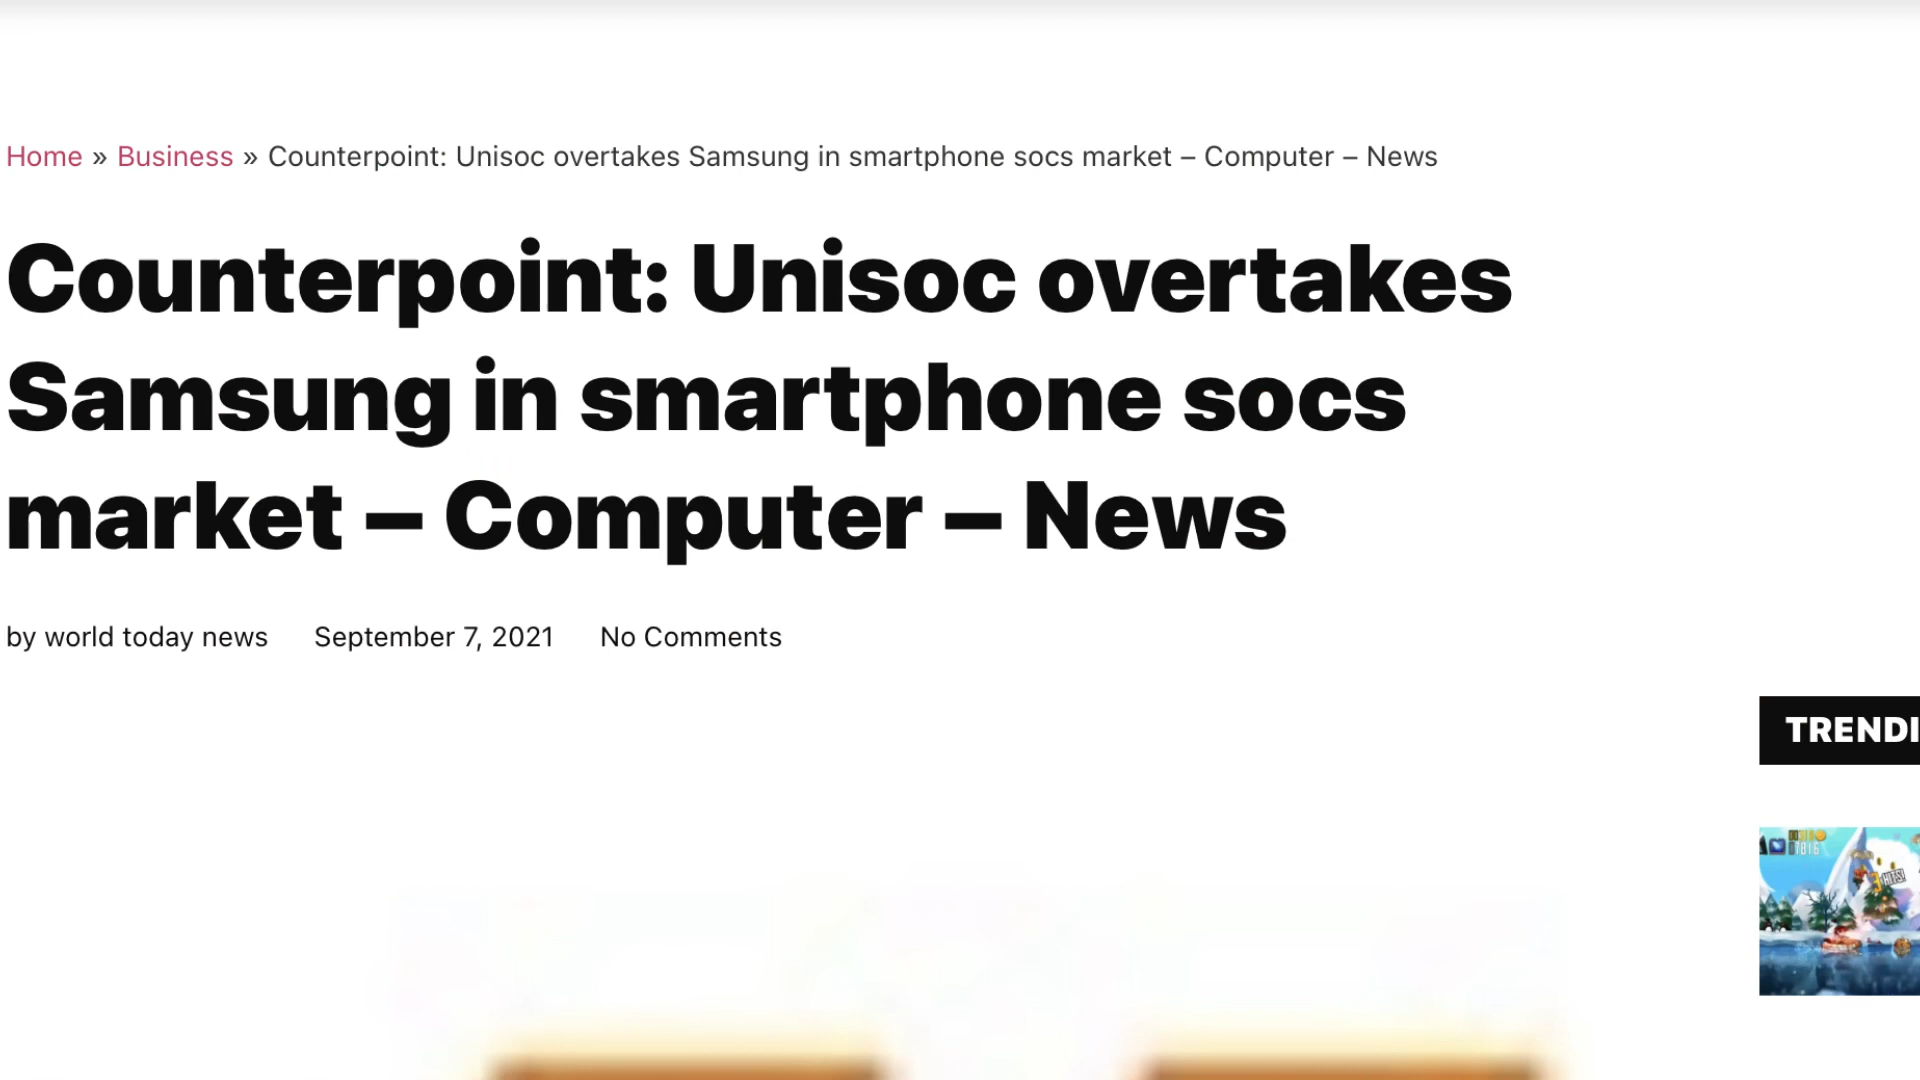 Home » Business » Counterpoint: Unisoc overtakes Samsung in smartphone socs market – Computer – News
Counterpoint: Unisoc overtakes
Samsung in smartphone socs
market – Computer – News
by world today news September 7, 2021 No Comments
TRENDI
HITS!